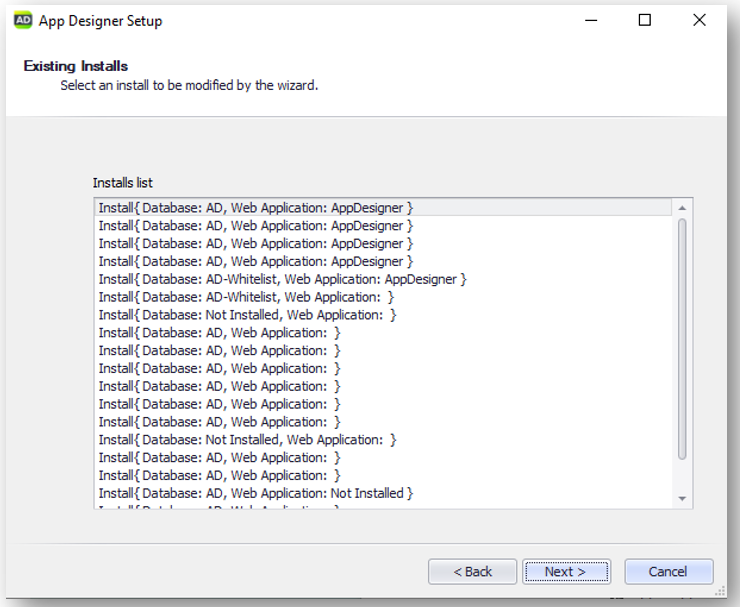 AD App Designer Setup
Existing Installs
Select an install to be modified by the wizard.
Installs list
Install{ Database: AD, Web Application: AppDesigner }
Install{ Database: AD, Web Application: AppDesigner }
Install{ Database: AD, Web Application: AppDesigner }
Install{ Database: AD, Web Application: AppDesigner }
Install{ Database: AD-Whitelist, Web Application: AppDesigner }
Install{ Database: AD-Whitelist, Web Application:  }
Install{ Database: Not Installed, Web Application:  }
Install{ Database: AD, Web Application:  }
Install{ Database: AD, Web Application:  }
Install{ Database: AD, Web Application:  }
Install{ Database: AD, Web Application:  }
Install{ Database: AD, Web Application:  }
Install{ Database: AD, Web Application:  }
Install{ Database: Not Installed, Web Application:  }
Install{ Database: AD, Web Application:  }
Install{ Database: AD, Web Application:  }
Install{ Database: AD, Web Application: Not Installed }
Install{ Database: AD, Web Application:  }
< Back Next > Cancel